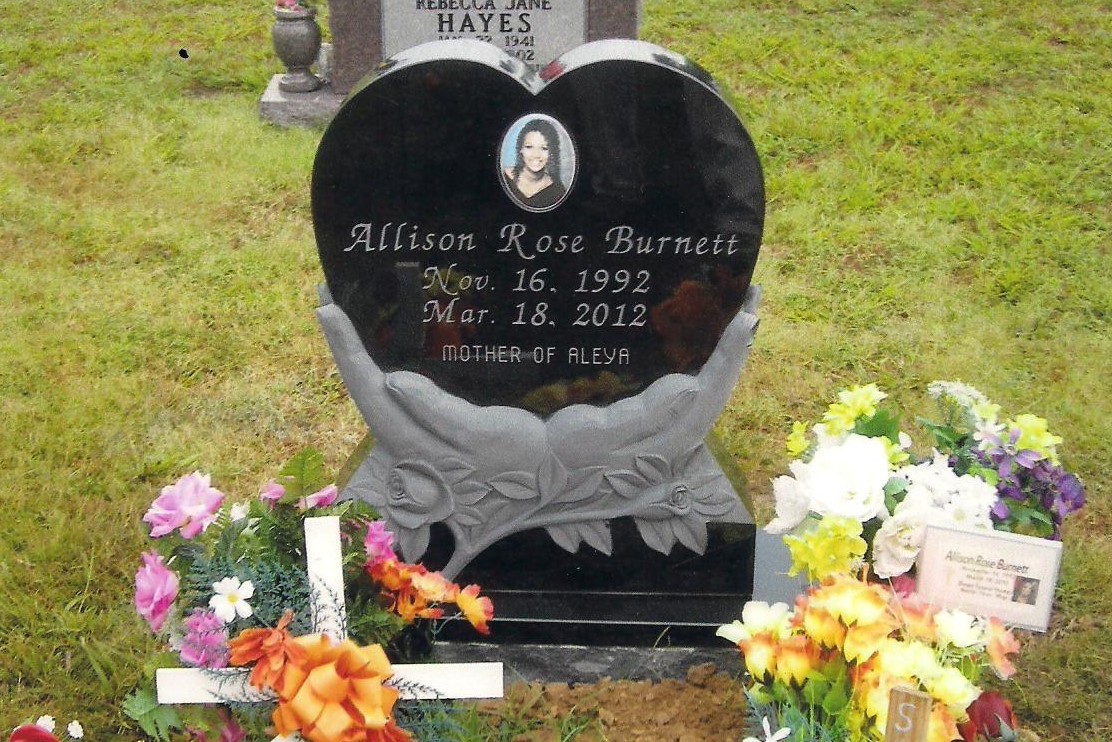 REBECCA JANE
HAYES
1941
Allison Rose Burnett
Nov. 16, 1992
Mar. 18, 2012
MOTHER OF ALEYA
Allison Rose Burnett
S